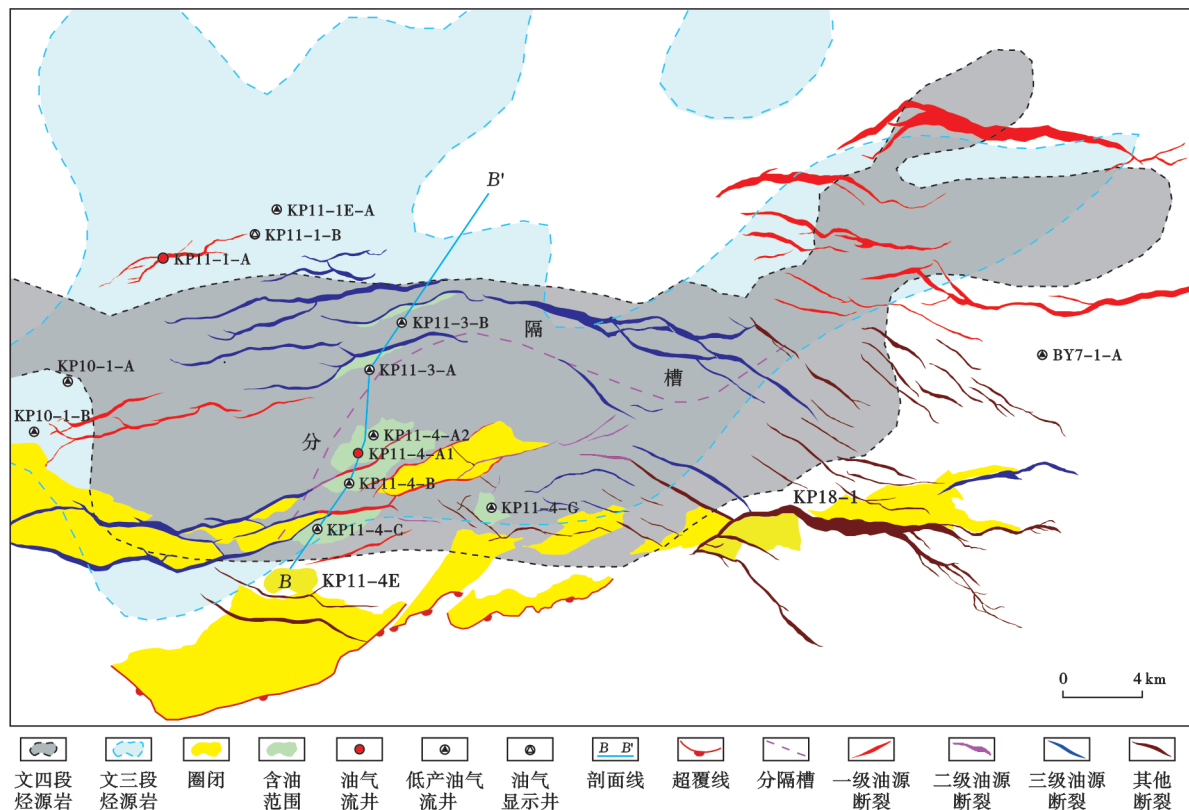 B'
KP11-1E-A
KP11-1-B
KP11-1-A
KP11-3-B
隔
BY7-1-A
KP10-1-A
KP11-3-A
槽
KP10-1-B
分
KP11-4-A2
KP11-4-A1
KP11-4-B
KP18-1
KP11-4-G
KP11-4-C
B
KP11-4E
0 4 km
文四段
烃源岩
文三段
烃源岩
圈闭
含油
范围
油气
流井
低产油气
流井
油气
显示井
B B'
剖面线
超覆线
分隔槽
一级油源
断裂
二级油源
断裂
三级油源
断裂
其他
断裂